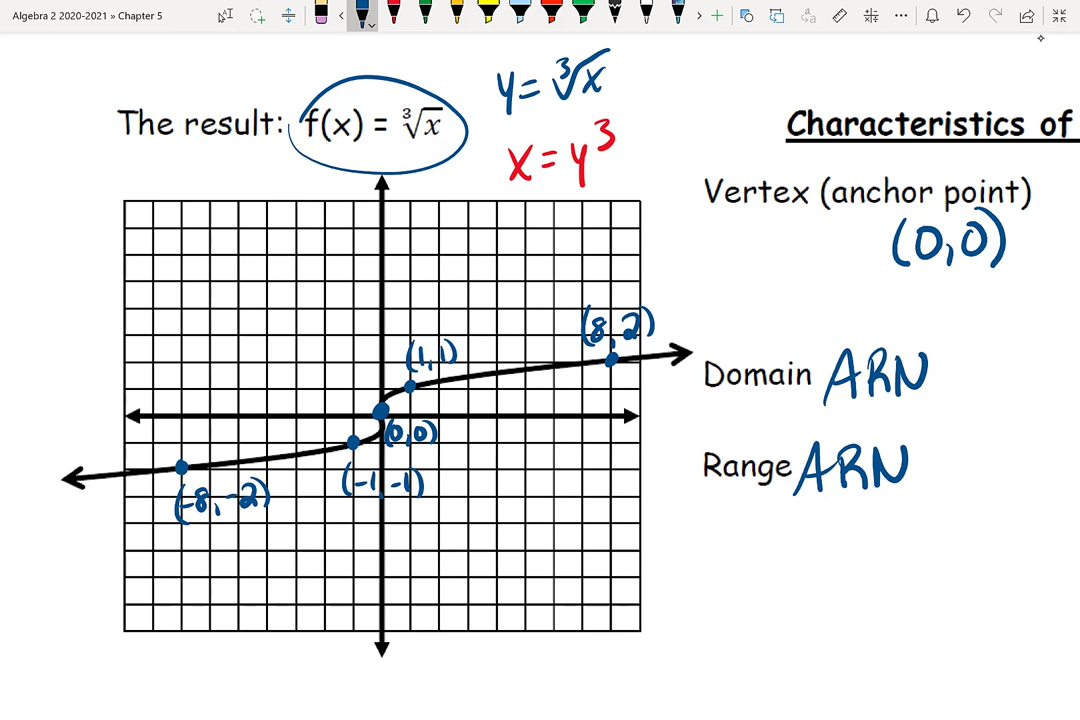 Algebra 2 2020-2021 » Chapter 5
The result: f(x) = ∛x
y = ∛x
x = y³
Characteristics of
Vertex (anchor point)
(0,0)
(8,2)
(1,1)
Domain ARN
(0,0)
Range ARN
(-1,-1)
(-8,-2)